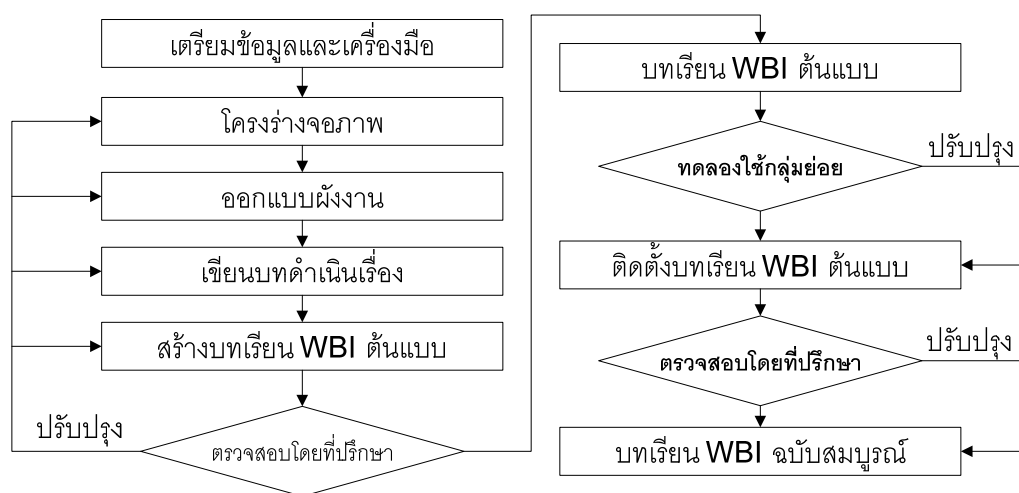 เตรียมข้อมูลและเครื่องมือ
โครงร่างจอภาพ
ออกแบบผังงาน
เขียนบทดำเนินเรื่อง
สร้างบทเรียน WBI ต้นแบบ
ปรับปรุง
ตรวจสอบโดยที่ปรึกษา
บทเรียน WBI ต้นแบบ
ทดลองใช้กลุ่มย่อย
ปรับปรุง
ติดตั้งบทเรียน WBI ต้นแบบ
ตรวจสอบโดยที่ปรึกษา
ปรับปรุง
บทเรียน WBI ฉบับสมบูรณ์